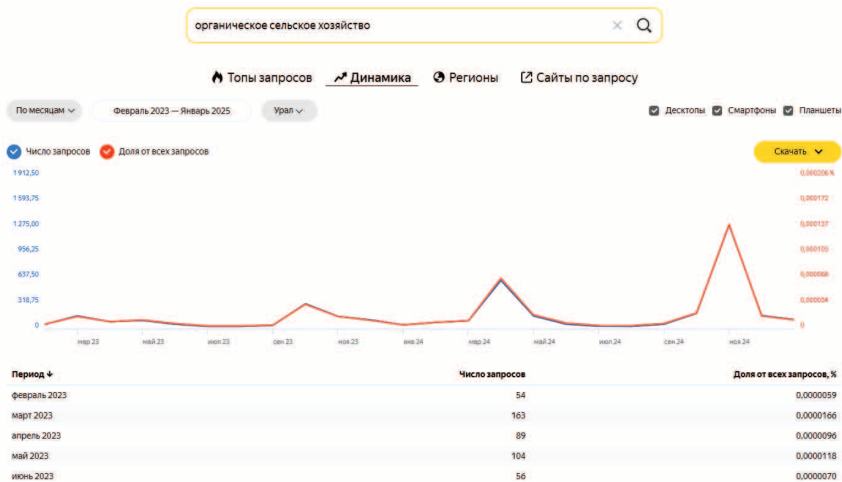 органическое сельское хозяйство
Топы запросов Динамика Регионы Сайты по запросу
По месяцам Февраль 2023 — Январь 2025 Урал Десктопы Смартфоны Планшеты
Число запросов Доля от всех запросов Скачать
1 912,50 0,000206 %
1 593,75 0,000172
1 275,00 0,000137
956,25 0,000103
637,50 0,000068
318,75 0,000034
0 0
мар.23 май.23 июл.23 сен.23 ноя.23 янв.24 мар.24 май.24 июл.24 сен.24 ноя.24
Период Число запросов Доля от всех запросов, %
февраль 2023 54 0,0000059
март 2023 163 0,0000166
апрель 2023 89 0,0000096
май 2023 104 0,0000118
июнь 2023 56 0,0000070